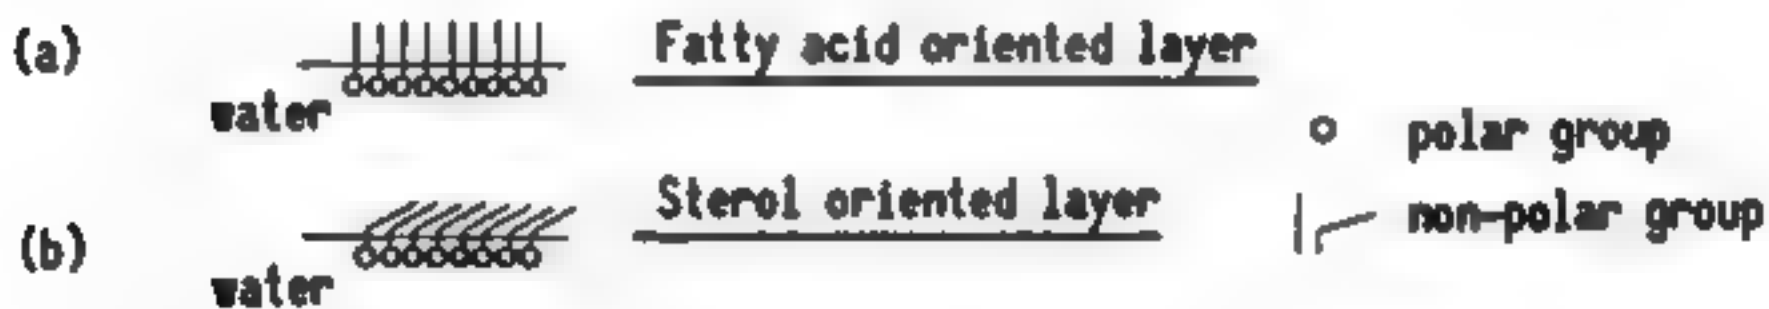 (a) Fatty acid oriented layer
water
polar group
(b) Sterol oriented layer
non-polar group
water